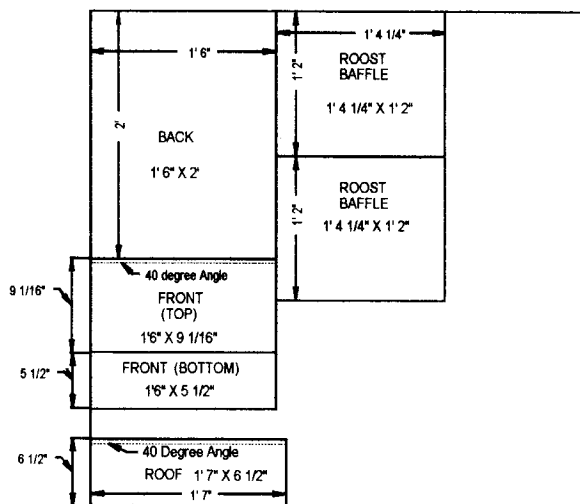 1' 6"
1' 4 1/4"
2'
1' 2"
ROOST
BAFFLE
1' 4 1/4" X 1' 2"
BACK
1' 6" X 2'
1' 2"
ROOST
BAFFLE
1' 4 1/4" X 1' 2"
40 degree Angle
9 1/16"
FRONT
(TOP)
1'6" X 9 1/16"
5 1/2"
FRONT (BOTTOM)
1'6" X 5 1/2"
40 Degree Angle
6 1/2"
ROOF 1' 7" X 6 1/2"
1' 7"